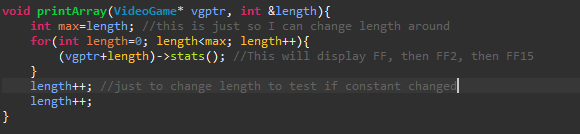 void printArray(VideoGame* vgptr, int &length){
    int max=length; //this is just so I can change length around
    for(int length=0; length<max; length++){
        (vgptr+length)->stats(); //This will display FF, then FF2, then FF15
    }
    length++; //just to change length to test if constant changed
    length++;
}